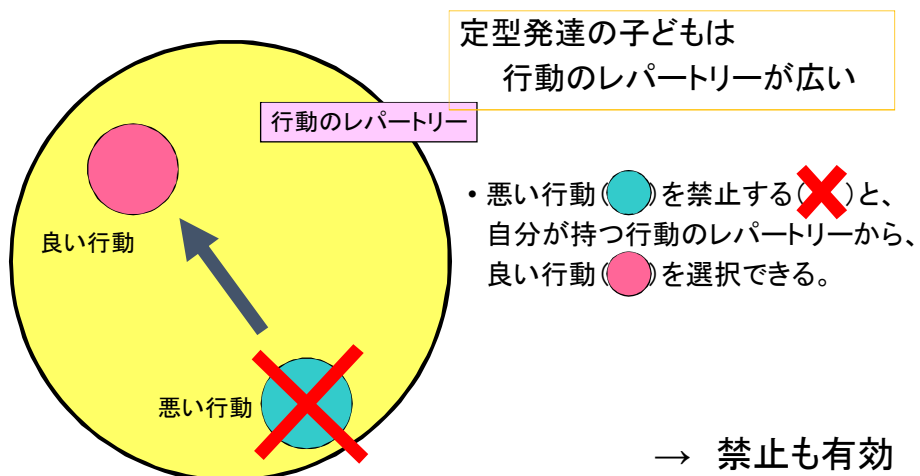 定型発達の子どもは
行動のレパートリーが広い
行動のレパートリー
良い行動
悪い行動
・悪い行動( )を禁止する( )と、
自分が持つ行動のレパートリーから、
良い行動( )を選択できる。
→ 禁止も有効